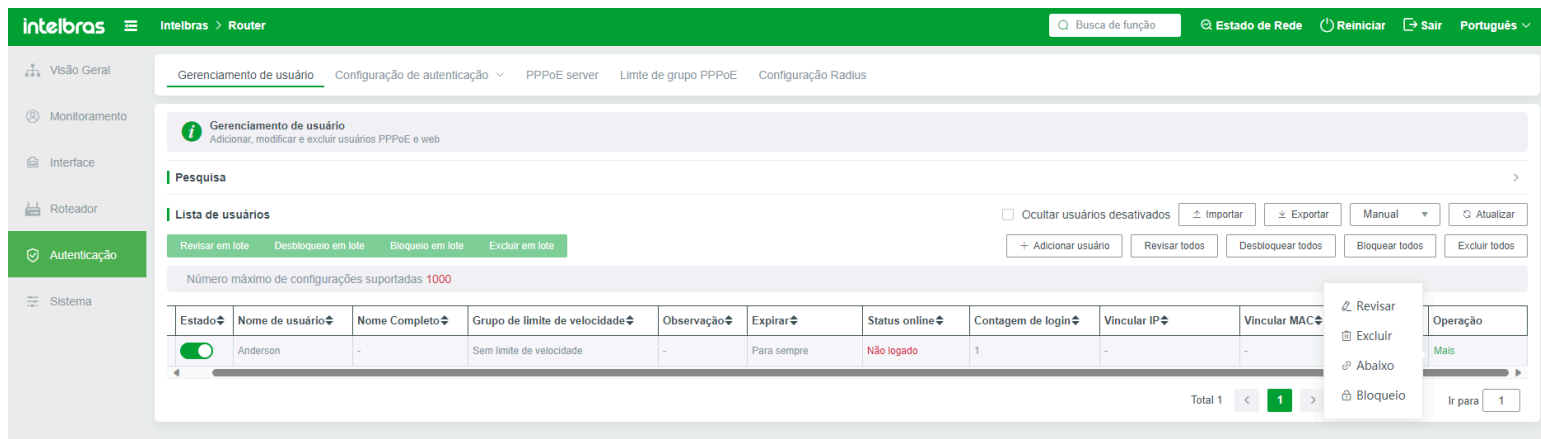 intelbras Intelbras > Router Busca de função Estado de Rede Reiniciar Sair Português
Visão Geral
Monitoramento
Interface
Roteador
Autenticação
Sistema
Gerenciamento de usuário Configuração de autenticação PPPoE server Limte de grupo PPPoE Configuração Radius
Gerenciamento de usuário
Adicionar, modificar e excluir usuários PPPoE e web
Pesquisa
Lista de usuários Ocultar usuários desativados Importar Exportar Manual Atualizar
Revisar em lote Desbloqueio em lote Bloqueio em lote Excluir em lote + Adicionar usuário Revisar todos Desbloquear todos Bloquear todos Excluir todos
Número máximo de configurações suportadas 1000
Estado Nome de usuário Nome Completo Grupo de limite de velocidade Observação Expirar Status online Contagem de login Vincular IP Vincular MAC Operação
Anderson - Sem limite de velocidade - Para sempre Não logado 1 - - Mais
Revisar
Excluir
Abaixo
Bloqueio
Total 1 < 1 > Ir para 1